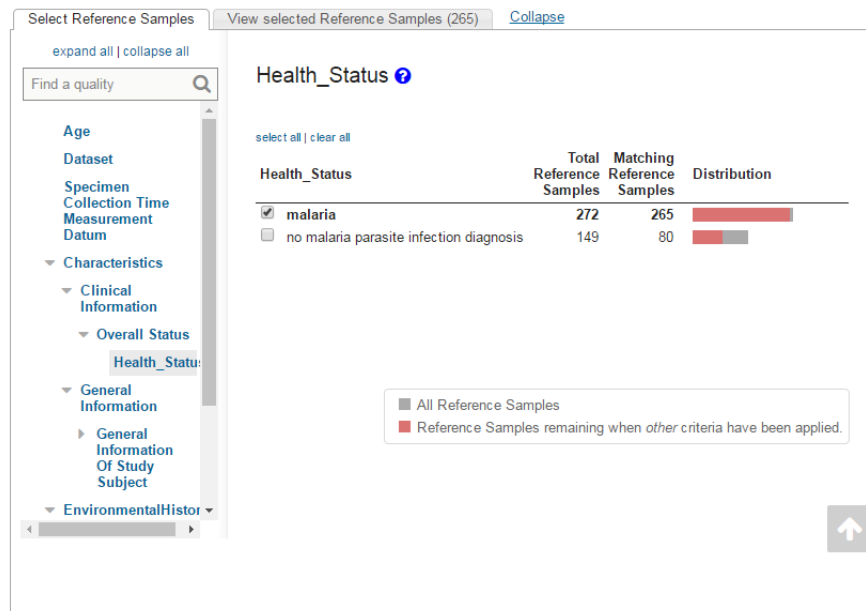 Select Reference Samples
View selected Reference Samples (265)
Collapse
expand all | collapse all
Find a quality
Age
Dataset
Specimen
Collection Time
Measurement
Datum
Characteristics
Clinical
Information
Overall Status
Health_Statu
General
Information
General
Information
Of Study
Subject
EnvironmentalHistor
Health_Status ?
select all | clear all
Health_Status Total Reference Samples Matching Reference Samples Distribution
malaria 272 265
no malaria parasite infection diagnosis 149 80
All Reference Samples
Reference Samples remaining when other criteria have been applied.